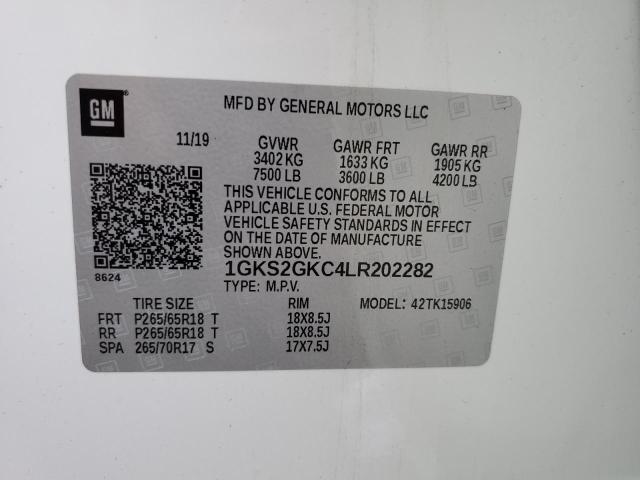 GM
MFD BY GENERAL MOTORS LLC
11/19 GVWR GAWR FRT GAWR RR
3402 KG 1633 KG 1905 KG
7500 LB 3600 LB 4200 LB
THIS VEHICLE CONFORMS TO ALL
APPLICABLE U.S. FEDERAL MOTOR
VEHICLE SAFETY STANDARDS IN EFFECT
ON THE DATE OF MANUFACTURE
SHOWN ABOVE.
8624
1GKS2GKC4LR202282
TYPE: M.P.V.
TIRE SIZE RIM MODEL: 42TK15906
FRT P265/65R18 T 18X8.5J
RR P265/65R18 T 18X8.5J
SPA 265/70R17 S 17X7.5J